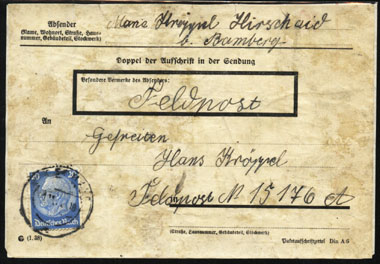 Absender
(Name, Wohnort, Straße, Haus-
nummer, Gebäudeteil, Stockwerk)
Hans Kröppel Hirschaid
b. Bamberg.
Doppel der Aufschrift in der Sendung
Besondere Vermerke des Absenders:
Feldpost
An
Gefreiten
Hans Kröppel
Feldpost N 15176 A
Deutsches Reich
(Straße, Hausnummer, Gebäudeteil, Stockwerk)
(1.38)
Paketaufschriftzettel Din A 6